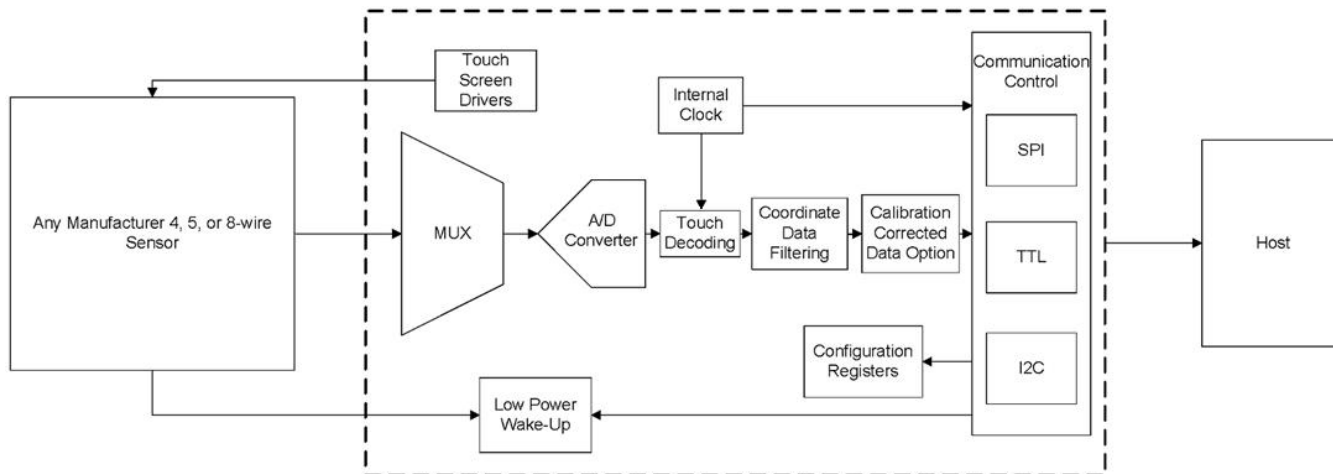 Touch
Screen
Drivers
Communication
Control
Internal
Clock
SPI
Any Manufacturer 4, 5, or 8-wire
Sensor
MUX
A/D
Converter
Touch
Decoding
Coordinate
Data
Filtering
Calibration
Corrected
Data Option
TTL
Host
Configuration
Registers
I2C
Low Power
Wake-Up